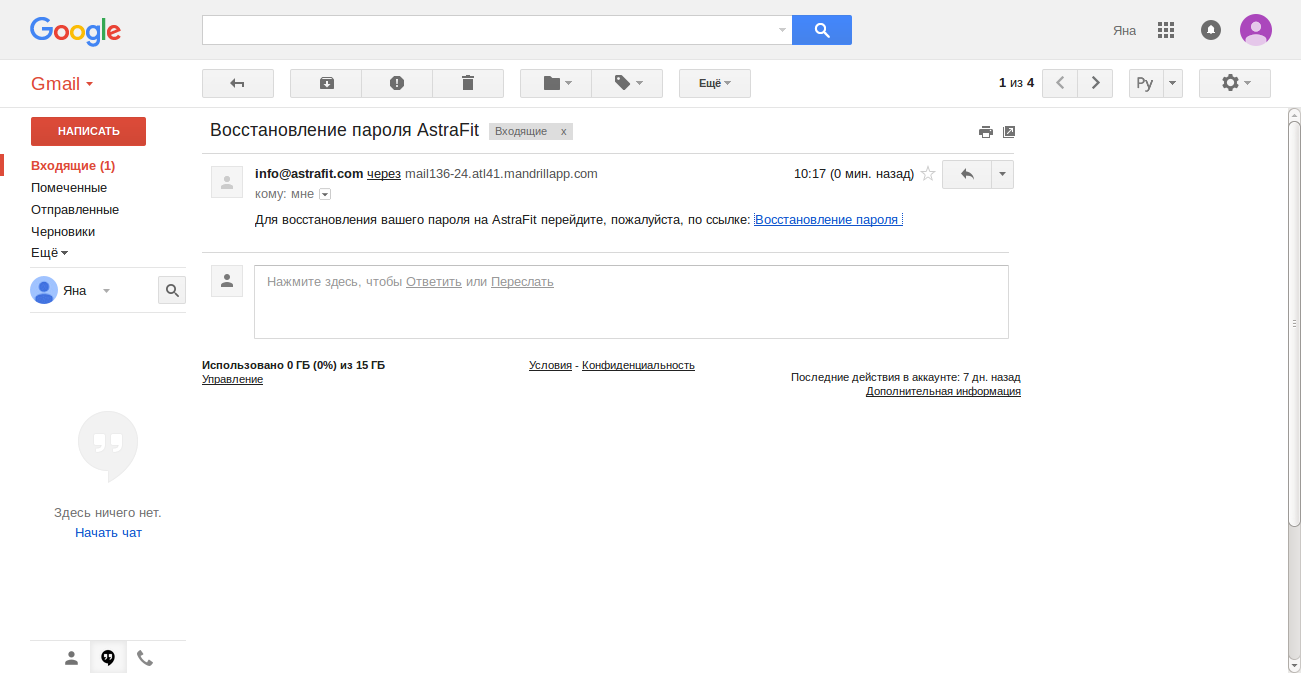 Google
Яна
Gmail
Ещё
1 из 4
Ру
НАПИСАТЬ
Входящие (1)
Помеченные
Отправленные
Черновики
Ещё
Яна
Здесь ничего нет.
Начать чат
Восстановление пароля AstraFit
Входящие x
info@astrafit.com через mail136-24.atl41.mandrillapp.com
10:17 (0 мин. назад)
кому: мне
Для восстановления вашего пароля на AstraFit перейдите, пожалуйста, по ссылке: Восстановление пароля
Нажмите здесь, чтобы Ответить или Переслать
Использовано 0 ГБ (0%) из 15 ГБ
Управление
Условия - Конфиденциальность
Последние действия в аккаунте: 7 дн. назад
Дополнительная информация